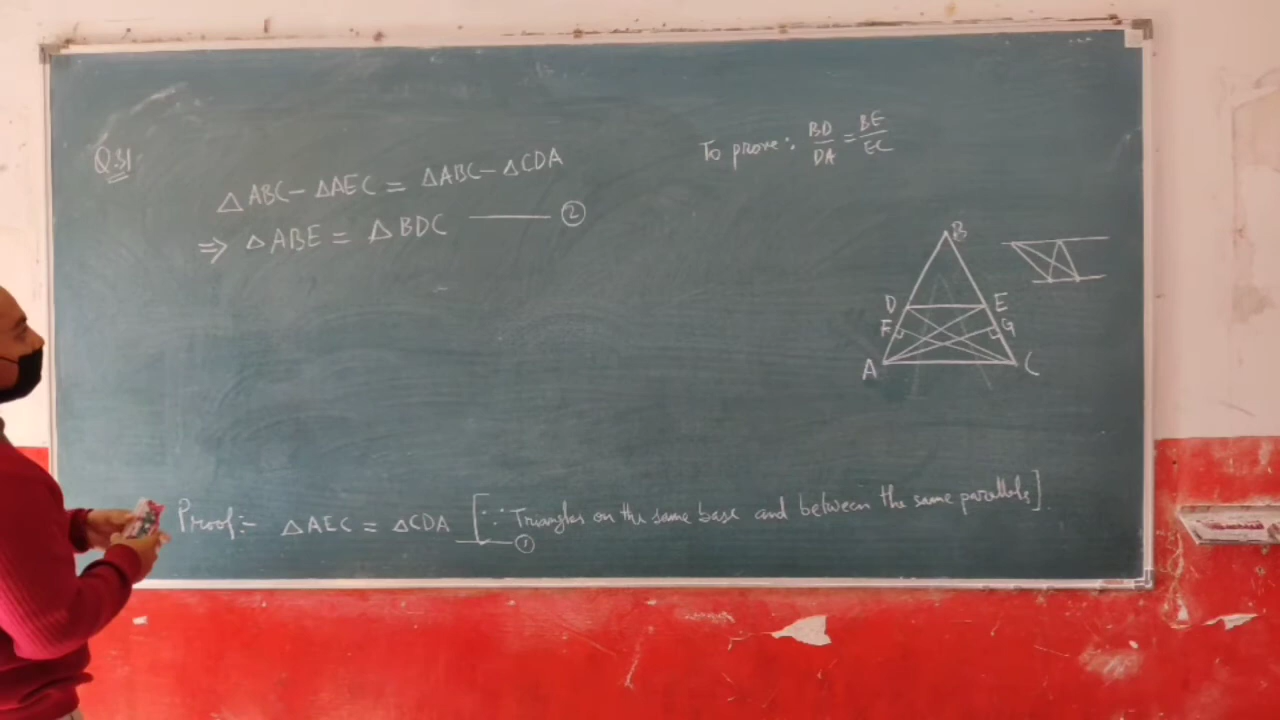 Q.31
△ABC - △AEC = △ABC - △CDA
⇒ △ABE = △BDC ——— ②
To prove: BD/DA = BE/EC
B
D E
F G
A C
Proof:- △AEC = △CDA [∵ Triangles on the same base and between the same parallels].
——— ①